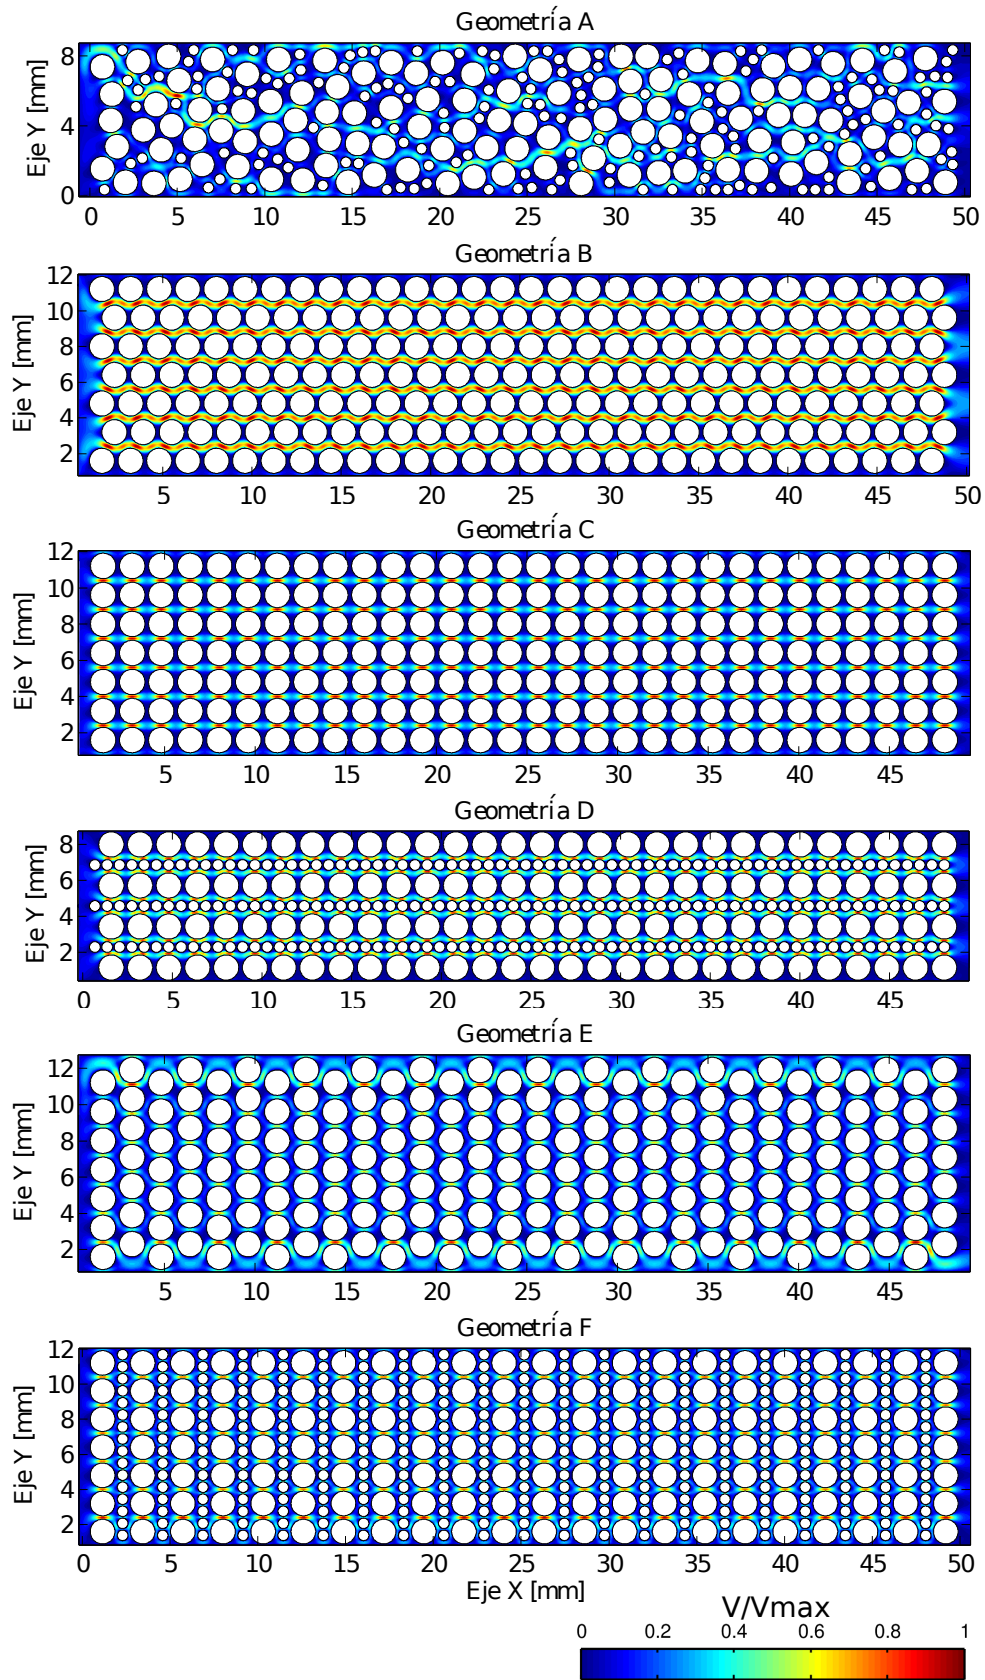 Geometría A
Eje Y [mm]
8
4
0
0 5 10 15 20 25 30 35 40 45 50
Geometría B
Eje Y [mm]
12
10
8
6
4
2
5 10 15 20 25 30 35 40 45 50
Geometría C
Eje Y [mm]
12
10
8
6
4
2
5 10 15 20 25 30 35 40 45
Geometría D
Eje Y [mm]
8
6
4
2
0 5 10 15 20 25 30 35 40 45
Geometría E
Eje Y [mm]
12
10
8
6
4
2
5 10 15 20 25 30 35 40 45
Geometría F
Eje Y [mm]
12
10
8
6
4
2
0 5 10 15 20 25 30 35 40 45 50
Eje X [mm]
V/Vmax
0 0.2 0.4 0.6 0.8 1